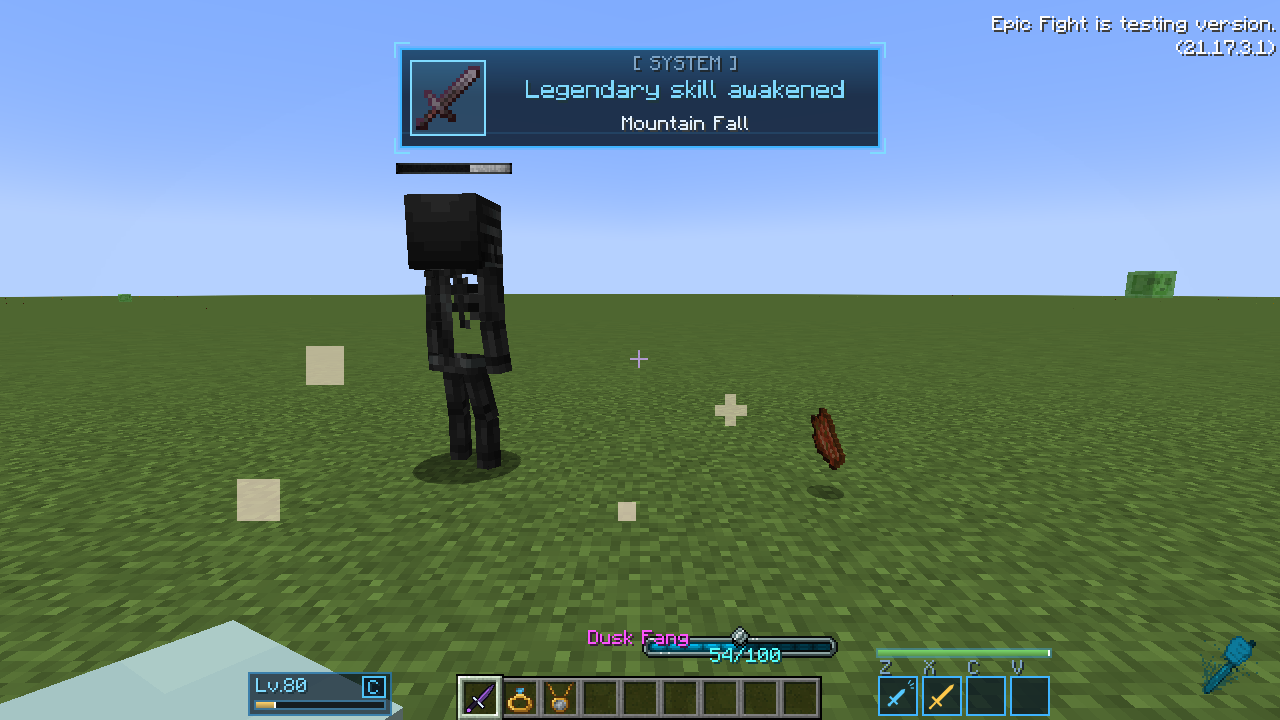 Epic Fight is testing version.
(21.17.3.1)
[ SYSTEM ]
Legendary skill awakened
Mountain Fall
Dusk Fang
54/100
Lv.80
C
Z X C V